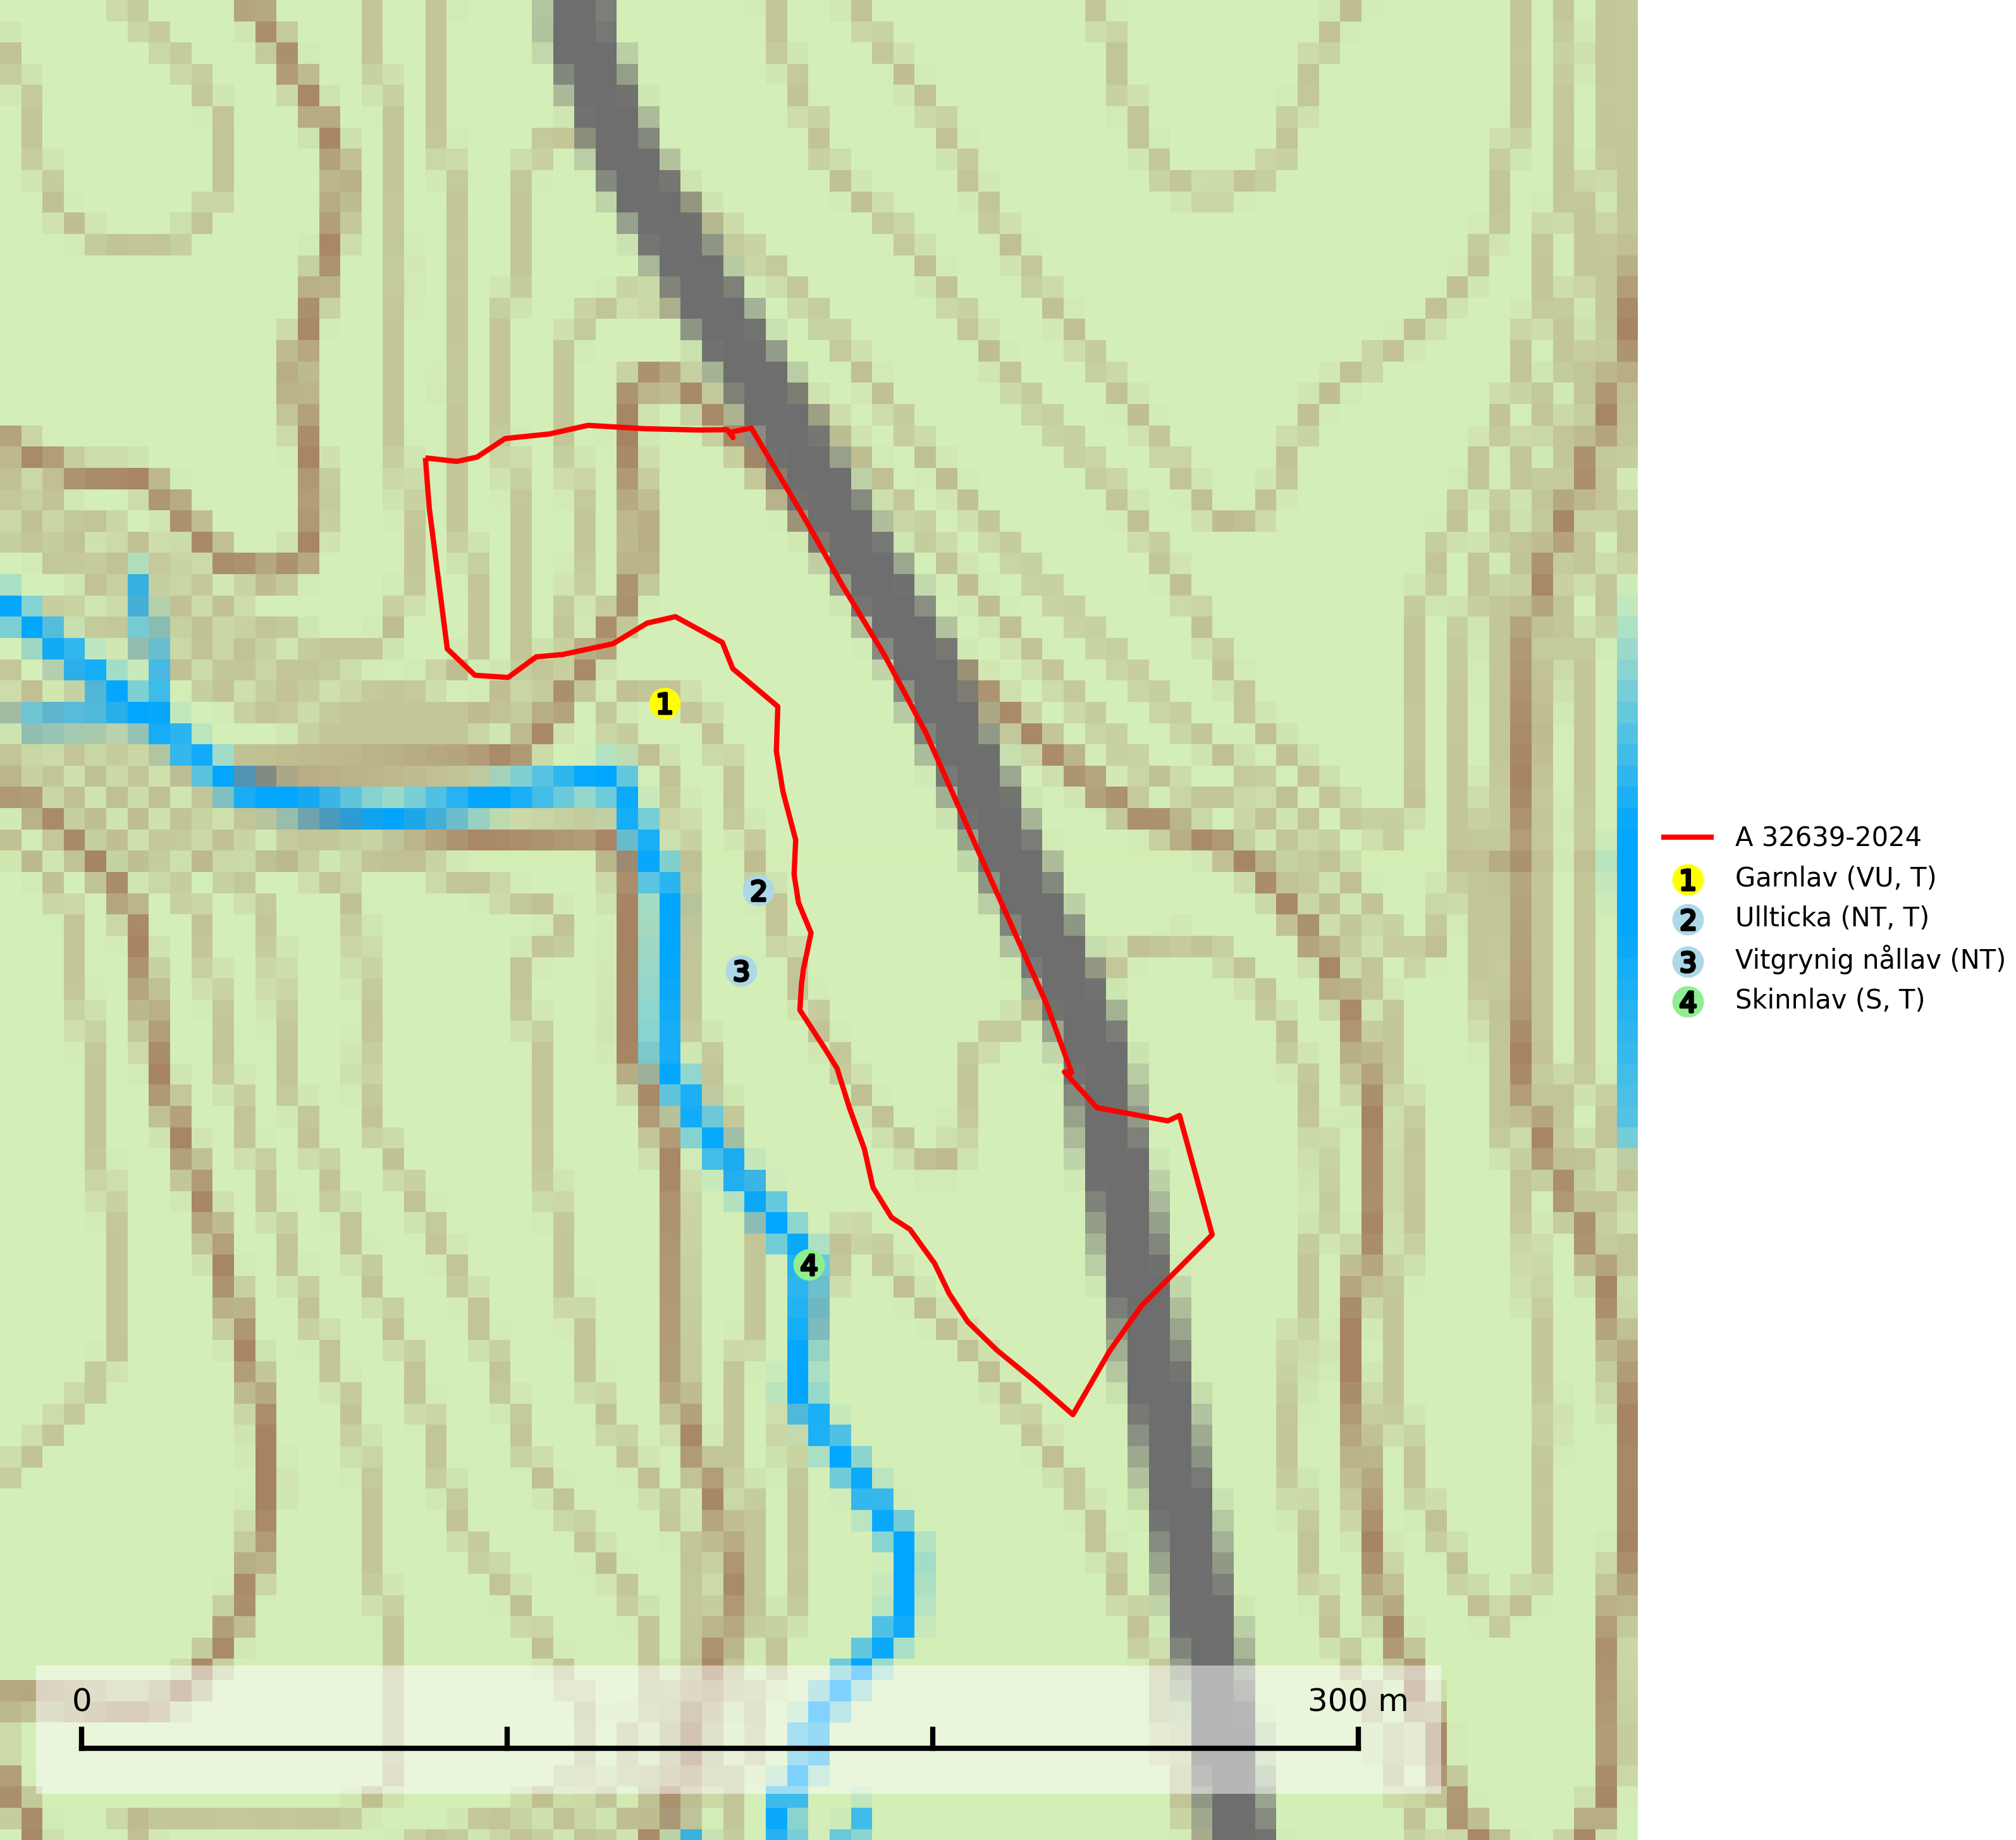 1
2
3
4
A 32639-2024
1 Garnlav (VU, T)
2 Ullticka (NT, T)
3 Vitgrynig nållav (NT)
4 Skinnlav (S, T)
0 300 m